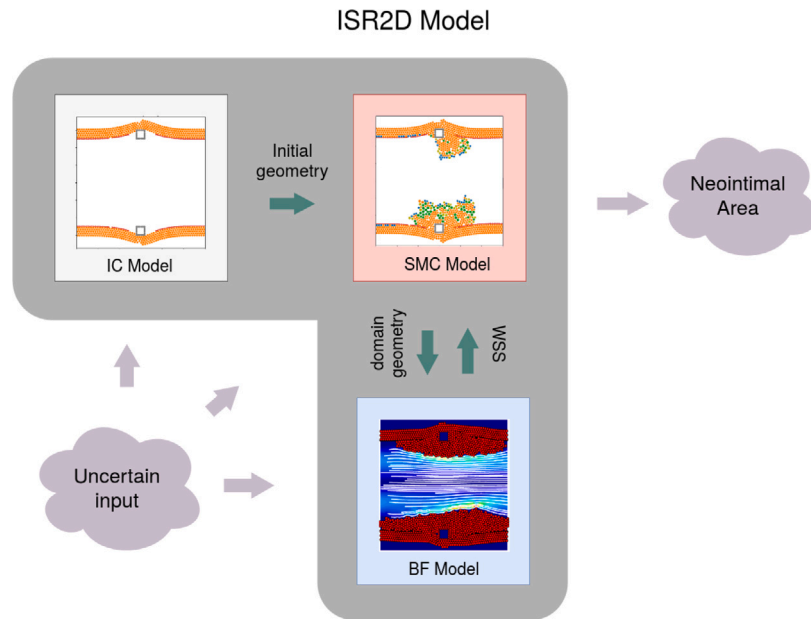 ISR2D Model
Initial
geometry
IC Model
SMC Model
Neointimal
Area
domain
geometry
WSS
Uncertain
input
BF Model